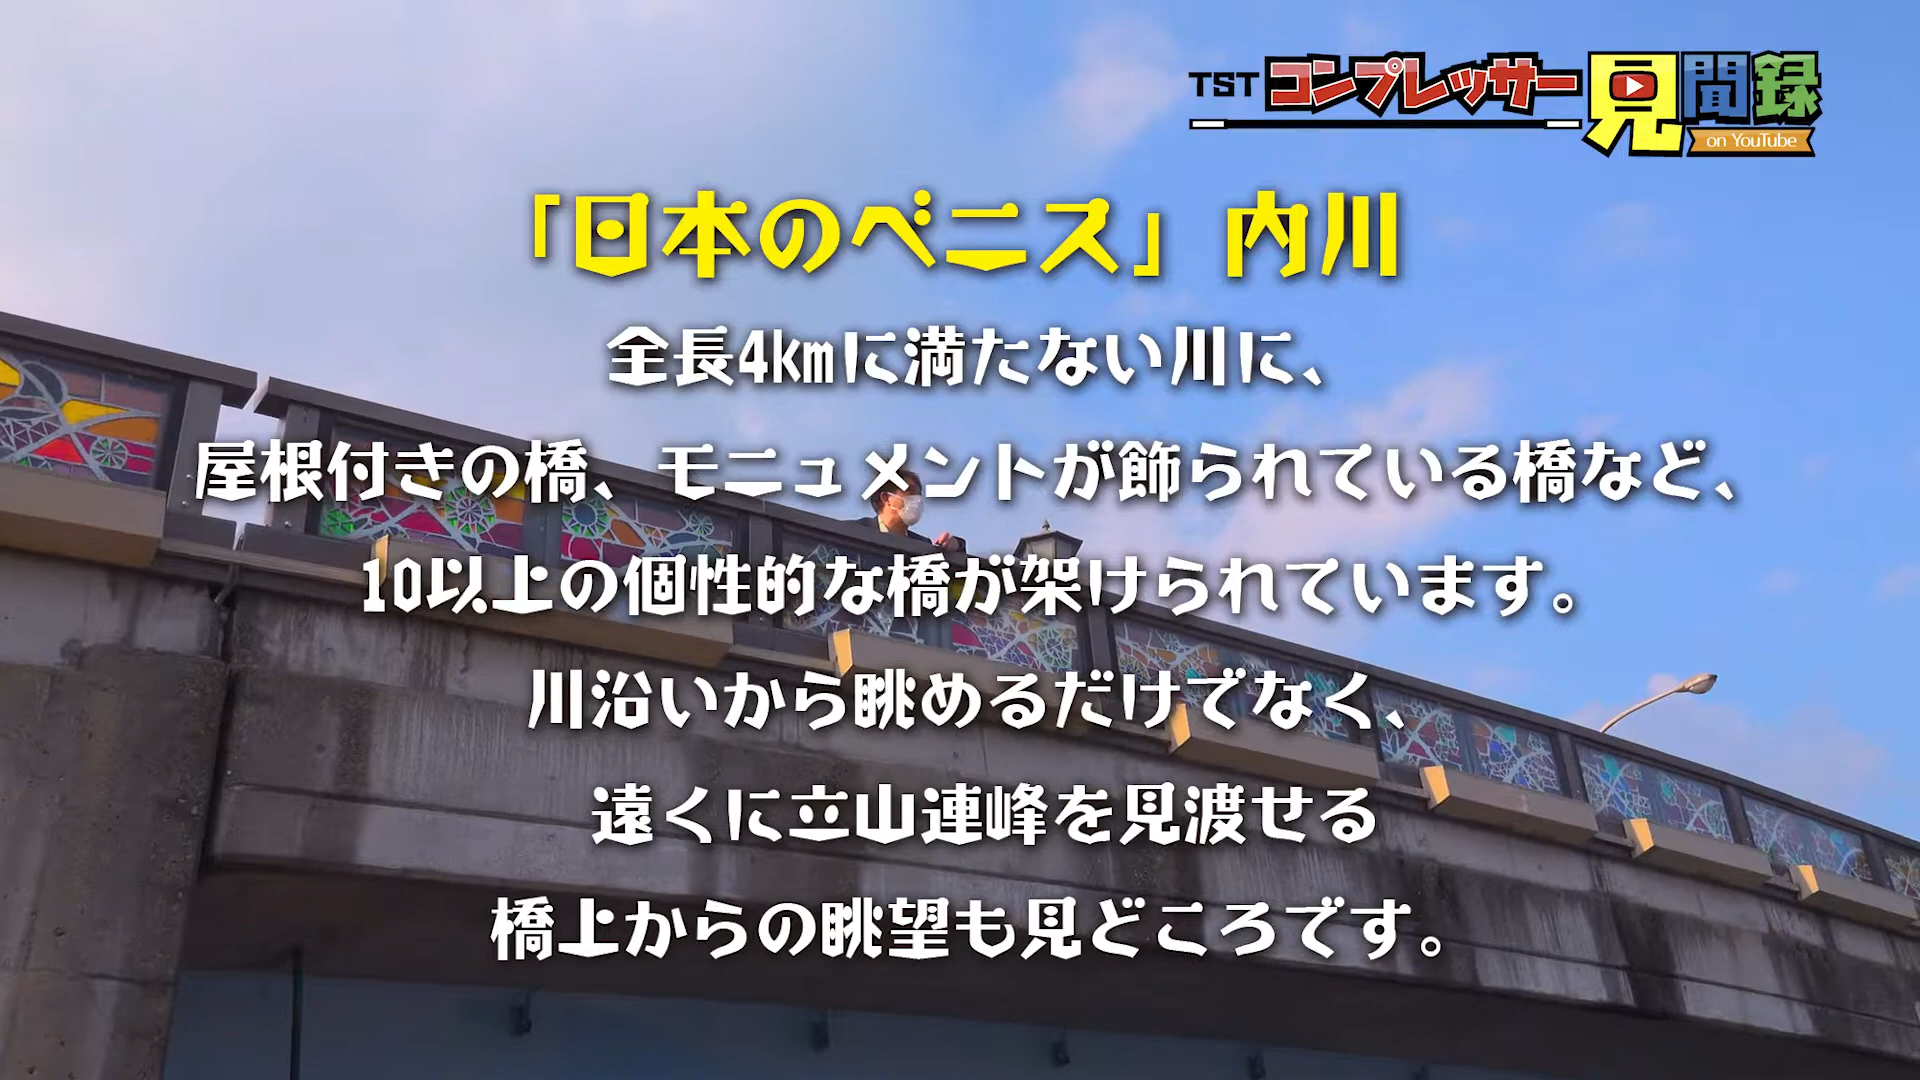 TST コンプレッサー見聞録
on YouTube
「日本のベニス」内川
全長4kmに満たない川に、
屋根付きの橋、モニュメントが飾られている橋など、
10以上の個性的な橋が架けられています。
川沿いから眺めるだけでなく、
遠くに立山連峰を見渡せる
橋上からの眺望も見どころです。